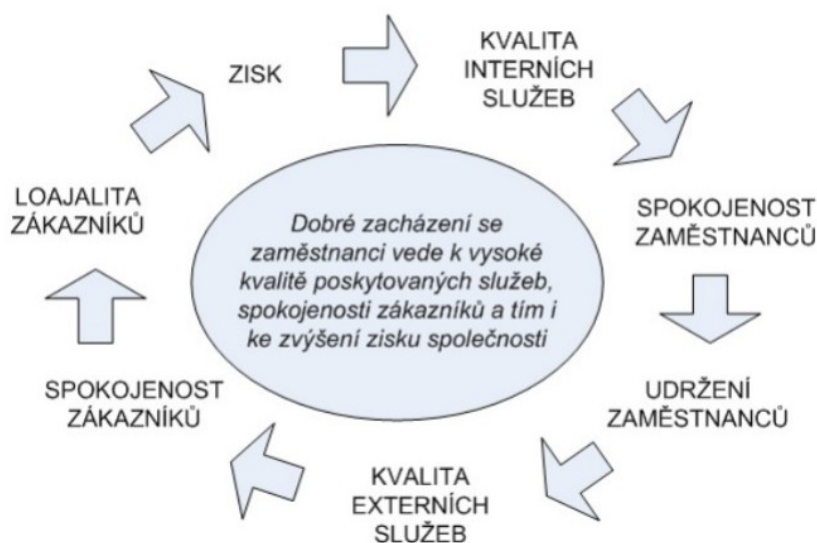 ZISK
KVALITA
INTERNÍCH
SLUŽEB
SPOKOJENOST
ZAMĚSTNANCŮ
UDRŽENÍ
ZAMĚSTNANCŮ
KVALITA
EXTERNÍCH
SLUŽEB
SPOKOJENOST
ZÁKAZNÍKŮ
LOAJALITA
ZÁKAZNÍKŮ
Dobré zacházení se
zaměstnanci vede k vysoké
kvalitě poskytovaných služeb,
spokojenosti zákazníků a tím i
ke zvýšení zisku společnosti